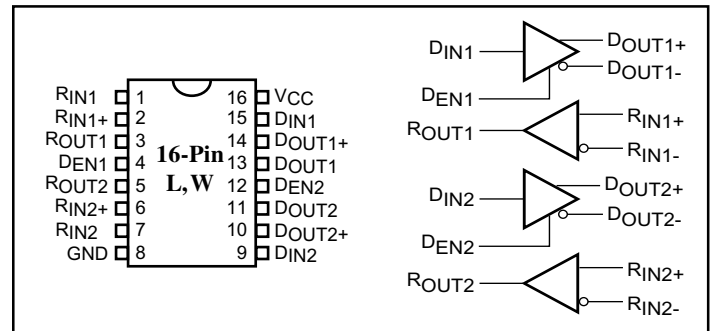 RIN1 1 16 VCC
RIN1+ 2 15 DIN1
ROUT1 3 14 DOUT1+
DEN1 4 13 DOUT1
ROUT2 5 12 DEN2
RIN2+ 6 11 DOUT2
RIN2 7 10 DOUT2+
GND 8 9 DIN2
16-Pin
L,W
DIN1 DOUT1+
DOUT1-
DEN1
ROUT1 RIN1+
RIN1-
DIN2 DOUT2+
DOUT2-
DEN2
ROUT2 RIN2+
RIN2-